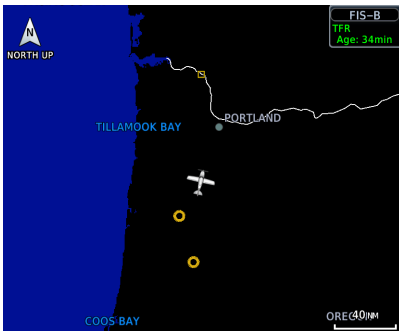 FIS-B
TFR
Age: 34min
N
NORTH UP
PORTLAND
TILLAMOOK BAY
COOS BAY
40NM